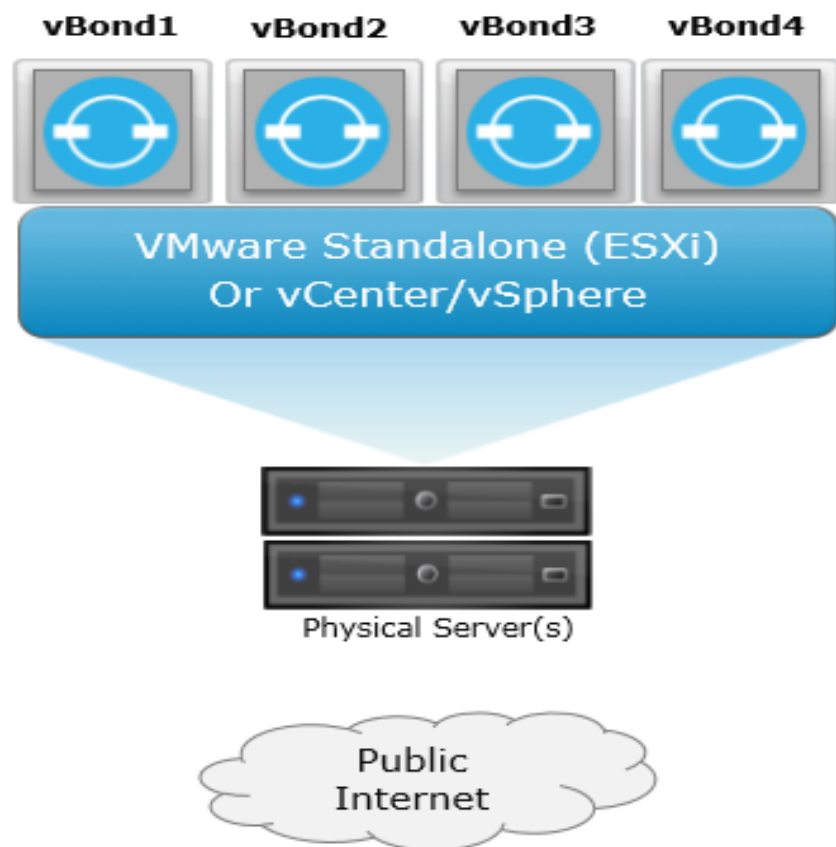 vBond1 vBond2 vBond3 vBond4
VMware Standalone (ESXi)
Or vCenter/vSphere
Physical Server(s)
Public
Internet